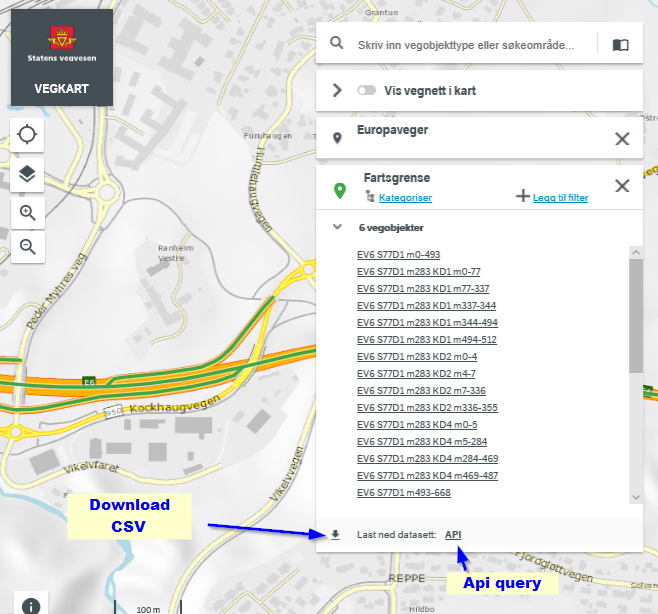 Grantun
Statens vegvesen
VEGKART
Skriv inn vegobjekttype eller søkeområde...
Vis vegnett i kart
Europaveger
Fartsgrense
Kategoriser
Legg til filter
6 vegobjekter
EV6 S77D1 m0-493
EV6 S77D1 m283 KD1 m0-77
EV6 S77D1 m283 KD1 m77-337
EV6 S77D1 m283 KD1 m337-344
EV6 S77D1 m283 KD1 m344-494
EV6 S77D1 m283 KD1 m494-512
EV6 S77D1 m283 KD2 m0-4
EV6 S77D1 m283 KD2 m4-7
EV6 S77D1 m283 KD2 m7-336
EV6 S77D1 m283 KD2 m336-355
EV6 S77D1 m283 KD4 m0-5
EV6 S77D1 m283 KD4 m5-284
EV6 S77D1 m283 KD4 m284-469
EV6 S77D1 m283 KD4 m469-487
EV6 S77D1 m493-668
Last ned datasett: API
Furuhaugen
Humlehaugvegen
Ranheim
Vestre
Peder Myhres veg
E6
950
Kockhaugvegen
Vikelvfaret
Vikelvvegen
Download
CSV
Api query
Fjordgløttvegen
REPPE
Hildbo
100 m